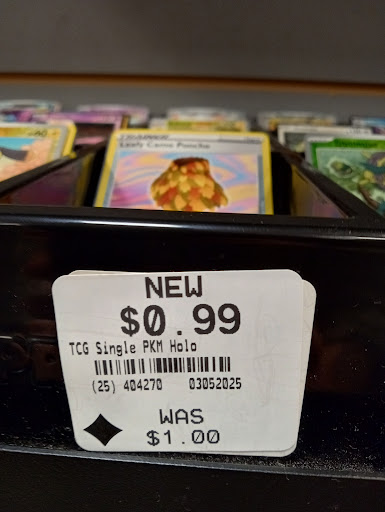 TRAINER
Leafy Camo Poncho
NEW
$0.99
TCG Single PKM Holo
(25) 404270 03052025
WAS
$1.00